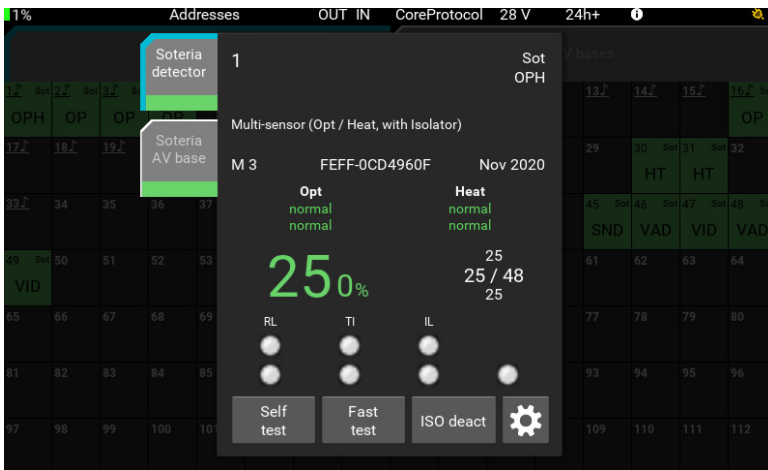 1% Addresses OUT IN CoreProtocol 28 V 24h+
Soteria
detector
Soteria
AV base
1 Sot
OPH
Multi-sensor (Opt / Heat, with Isolator)
M 3 FEFF-0CD4960F Nov 2020
Opt Heat
normal normal
normal normal
25 0% 25
25 / 48
25
RL TI IL
Self
test
Fast
test
ISO deact
V bases
1 Sot 2 Sot 3 13 14 15 16
OPH OP OP OP OP
17 18 19 29 30 Sot 31 Sot 32
HT HT
33 34 35 36 37 45 Sot 46 Sot 47 Sot 48
SND VAD VID VAD
49 Sot 50 51 52 53 61 62 63 64
VID
65 66 67 68 69 77 78 79 80
81 82 83 84 85 93 94 95 96
97 98 99 100 101 109 110 111 112